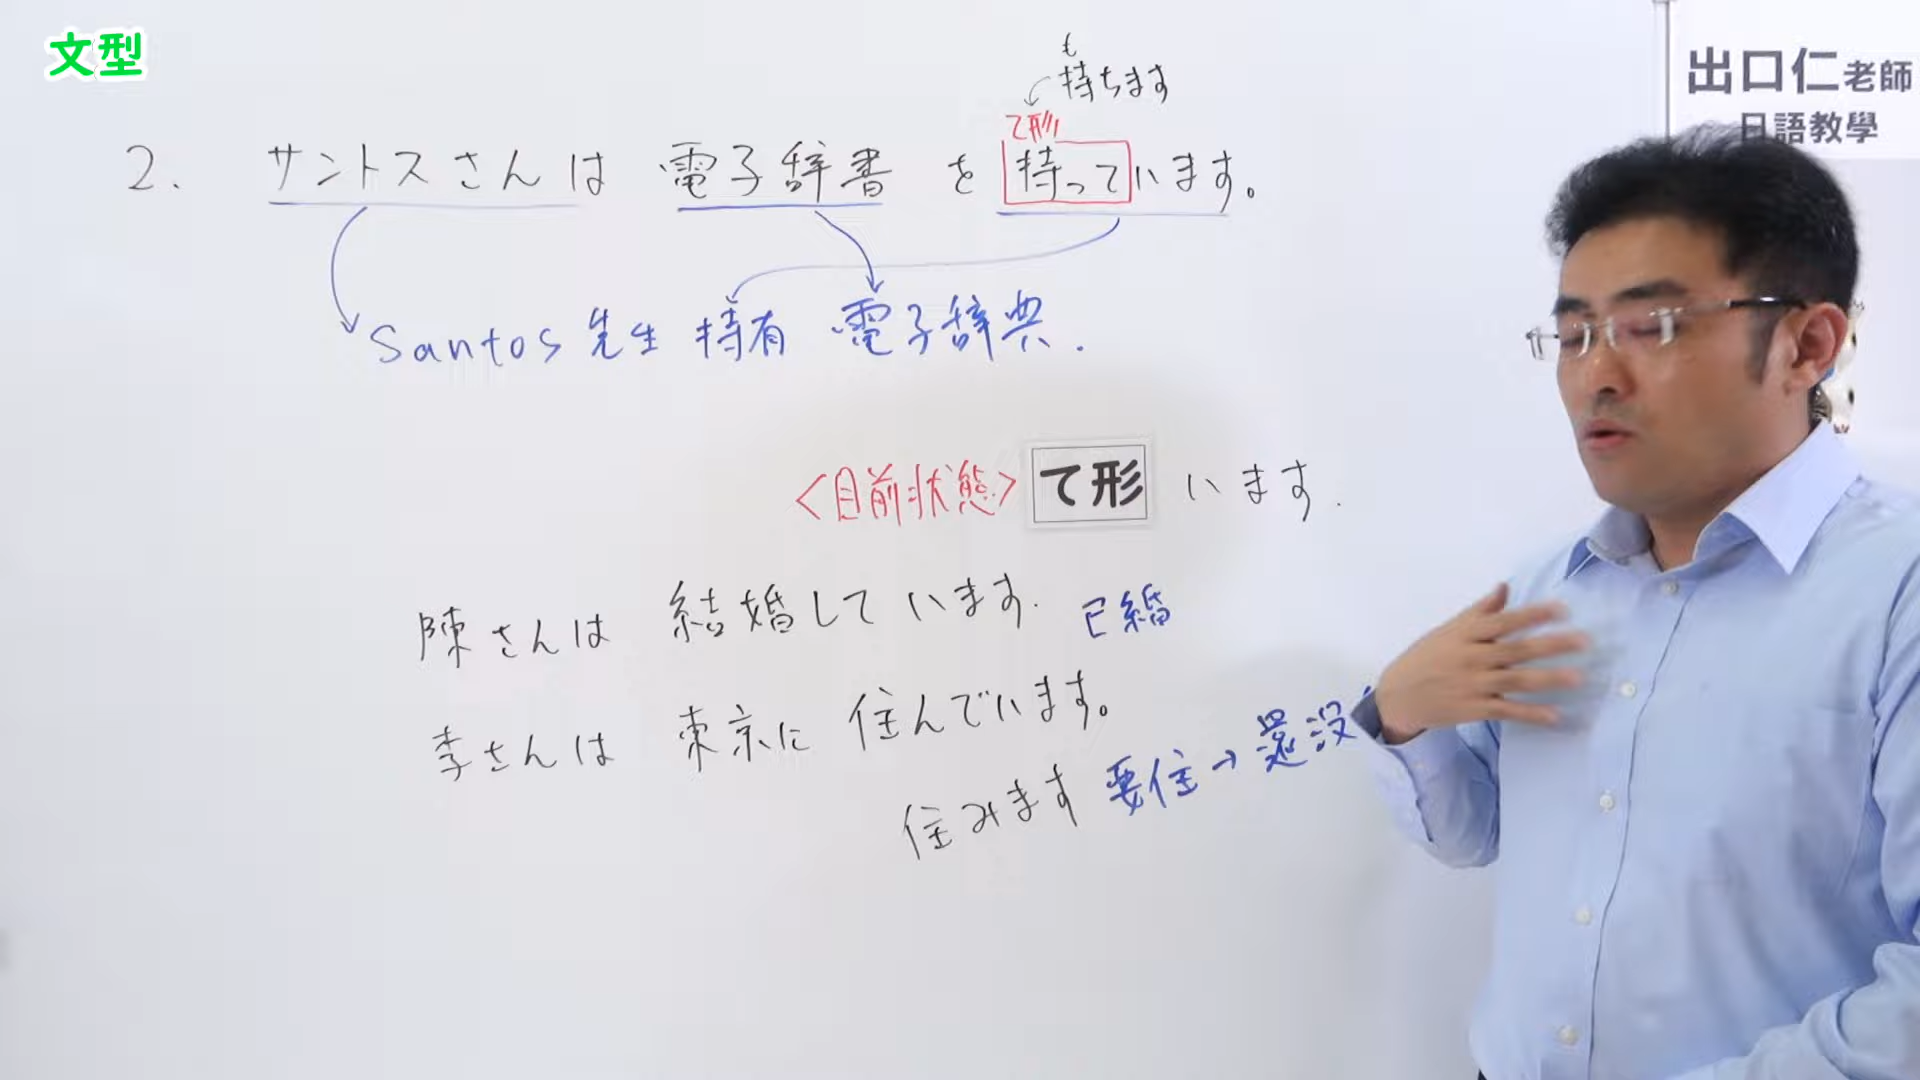 文型
出口仁老師
日語教學
も
持ちます
て形
2. サントスさんは 電子辞書 を 持っています。
Santos 先生 持有 電子辞典.
<目前状態> て形 います.
陳さんは 結婚しています. 已結婚
李さんは 東京に 住んでいます。
住みます 要住→還没